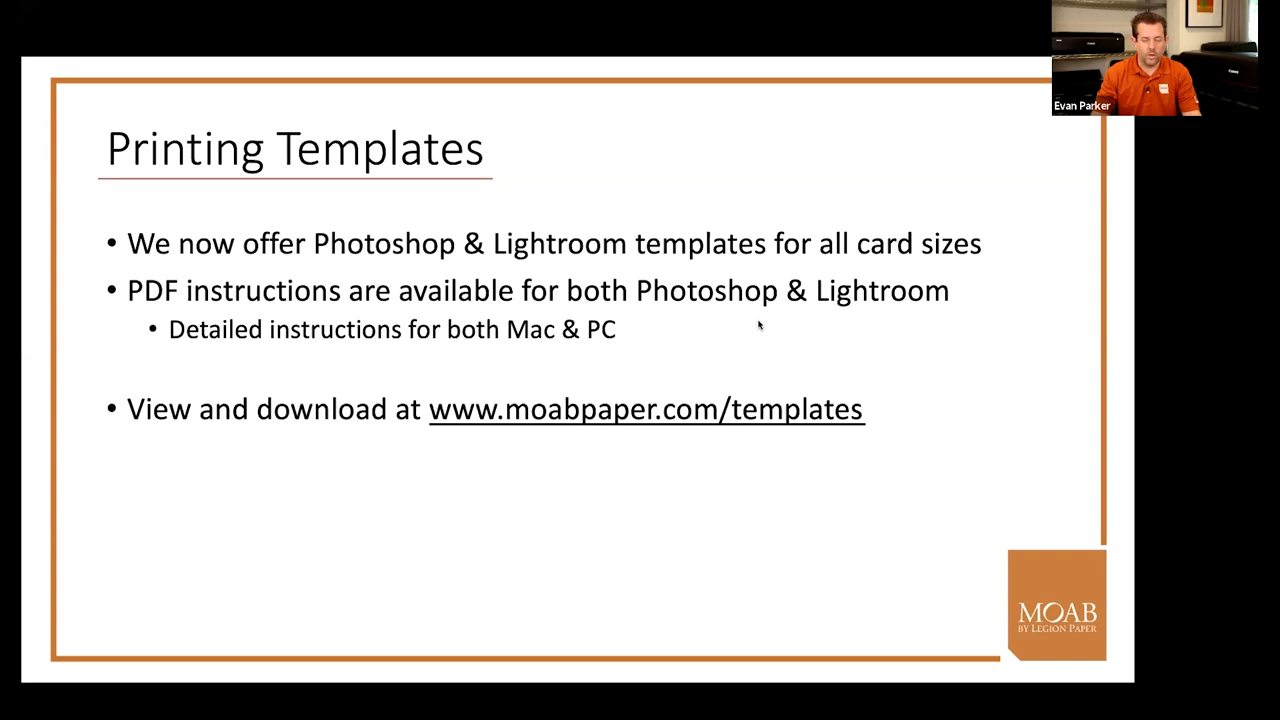 Evan Parker
Printing Templates
• We now offer Photoshop & Lightroom templates for all card sizes
• PDF instructions are available for both Photoshop & Lightroom
• Detailed instructions for both Mac & PC
• View and download at www.moabpaper.com/templates
MOAB
BY LEGION PAPER